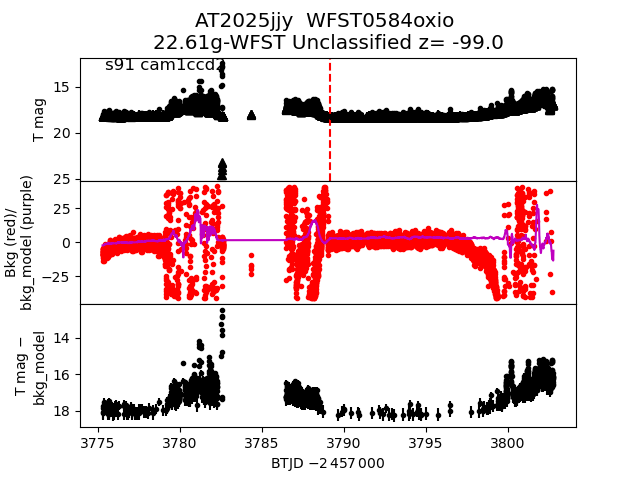 AT2025jjy  WFST0584oxio
22.61g-WFST Unclassified z= -99.0
s91 cam1ccd2
T mag
15
20
25
Bkg (red)/
bkg_model (purple)
25
0
−25
T mag −
bkg_model
14
16
18
3775 3780 3785 3790 3795 3800
BTJD −2 457 000